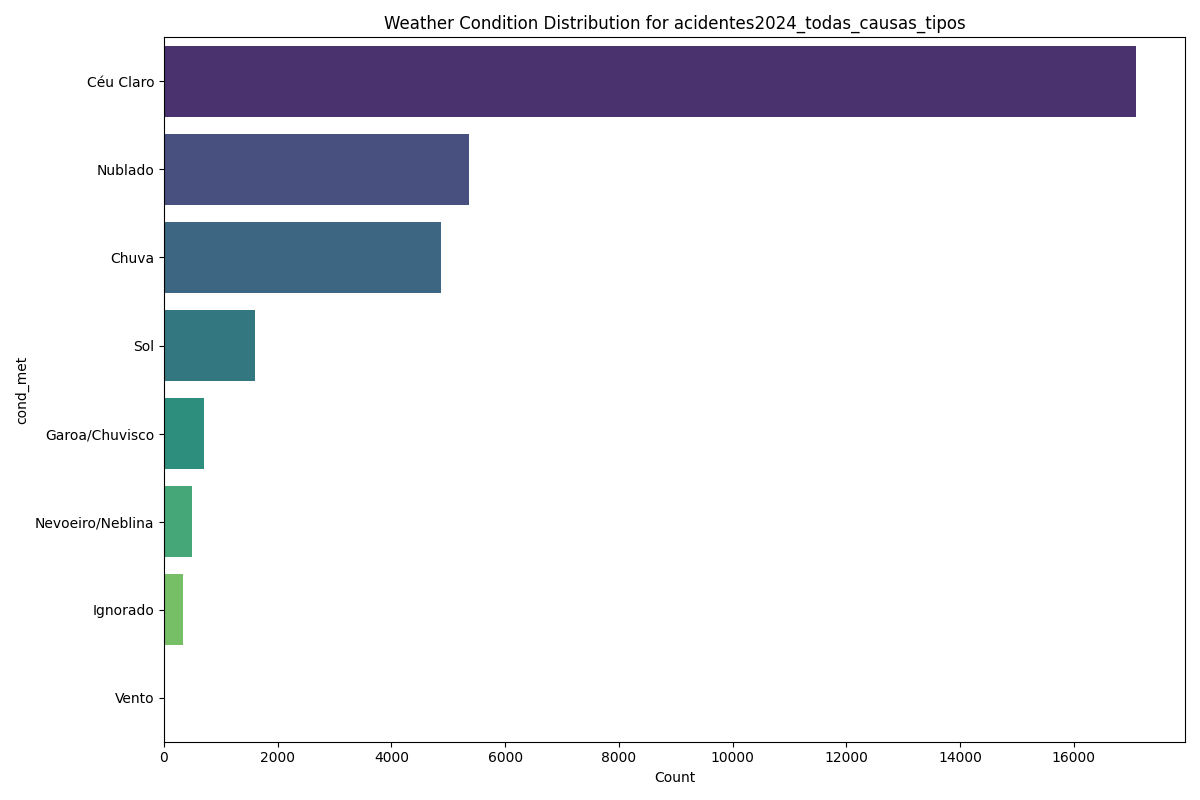 Weather Condition Distribution for acidentes2024_todas_causas_tipos
Céu Claro
Nublado
Chuva
Sol
Garoa/Chuvisco
Nevoeiro/Neblina
Ignorado
Vento
cond_met
0 2000 4000 6000 8000 10000 12000 14000 16000
Count